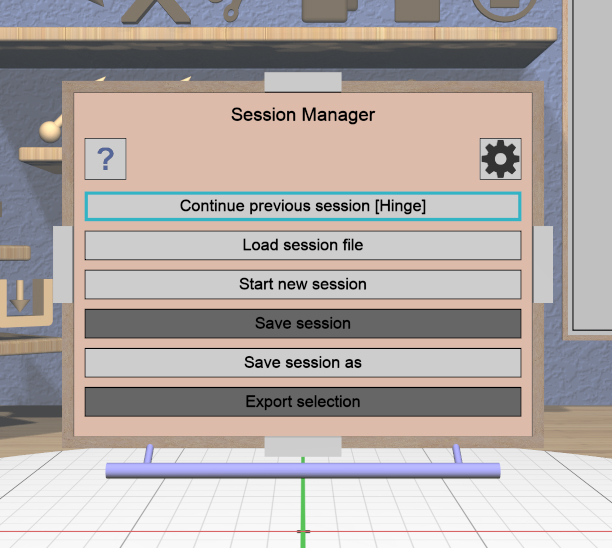 Session Manager
?
Continue previous session [Hinge]
Load session file
Start new session
Save session
Save session as
Export selection